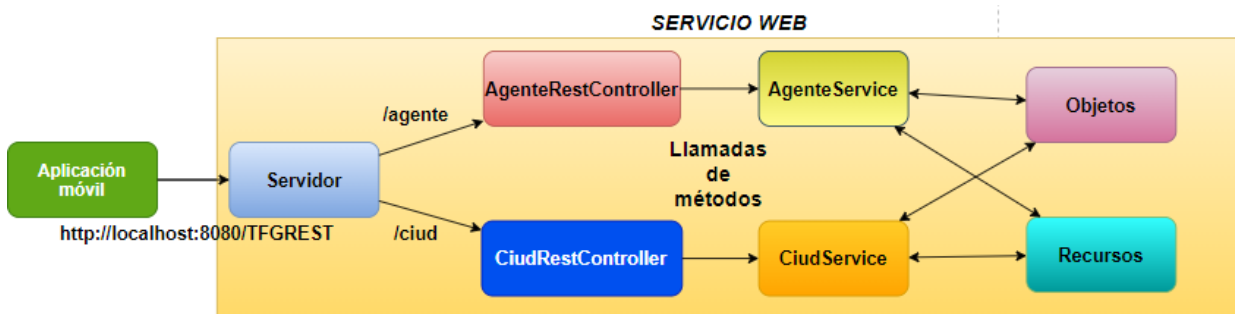 SERVICIO WEB
AgenteRestController
AgenteService
Objetos
/agente
Aplicación
móvil
Servidor
Llamadas
de
métodos
http://localhost:8080/TFGREST
/ciud
CiudRestController
CiudService
Recursos